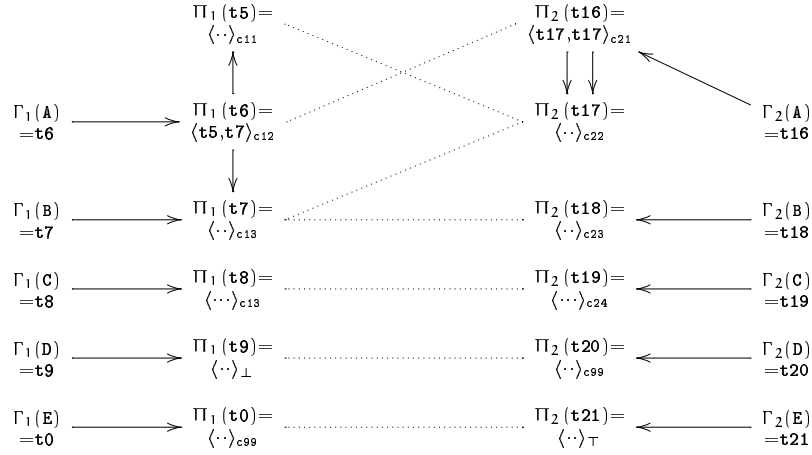 Π₁(t5)=
⟨··⟩c11
Π₂(t16)=
⟨t17,t17⟩c21
Γ₁(A)
=t6
Π₁(t6)=
⟨t5,t7⟩c12
Π₂(t17)=
⟨··⟩c22
Γ₂(A)
=t16
Γ₁(B)
=t7
Π₁(t7)=
⟨··⟩c13
Π₂(t18)=
⟨··⟩c23
Γ₂(B)
=t18
Γ₁(C)
=t8
Π₁(t8)=
⟨···⟩c13
Π₂(t19)=
⟨···⟩c24
Γ₂(C)
=t19
Γ₁(D)
=t9
Π₁(t9)=
⟨··⟩⊥
Π₂(t20)=
⟨··⟩c99
Γ₂(D)
=t20
Γ₁(E)
=t0
Π₁(t0)=
⟨··⟩c99
Π₂(t21)=
⟨··⟩⊤
Γ₂(E)
=t21